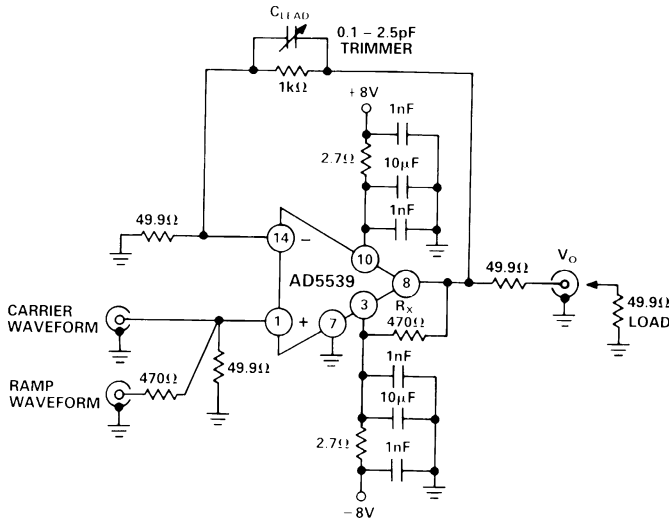 C_LEAD
0.1 – 2.5pF
TRIMMER
1kΩ
+8V
1nF
2.7Ω
10μF
1nF
49.9Ω
14
–
10
AD5539
8
49.9Ω
V_O
CARRIER
WAVEFORM
1
+
7
3
R_X
470Ω
49.9Ω
LOAD
RAMP
WAVEFORM
470Ω
49.9Ω
1nF
10μF
2.7Ω
1nF
–8V